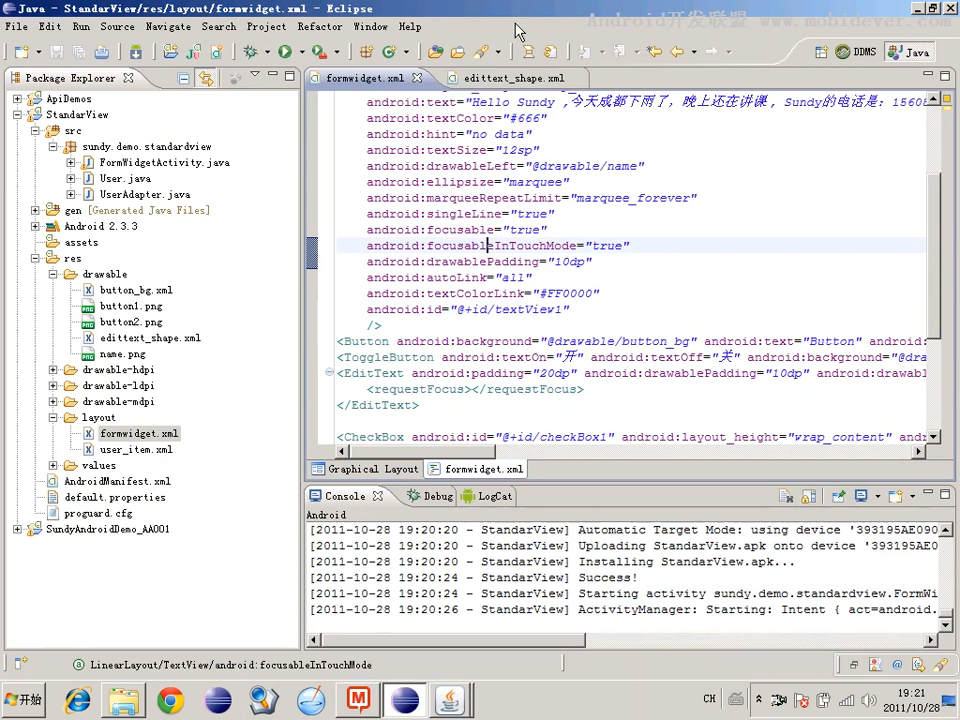 Java - StandarView/res/layout/formwidget.xml - Eclipse
Android开发联盟 www.mobidever.com
File Edit Run Source Navigate Search Project Refactor Window Help
DDMS Java
Package Explorer
formwidget.xml edittext_shape.xml
ApiDemos
StandarView
src
sundy.demo.standardview
FormWidgetActivity.java
User.java
UserAdapter.java
gen [Generated Java Files]
Android 2.3.3
assets
res
drawable
button_bg.xml
button1.png
button2.png
edittext_shape.xml
name.png
drawable-hdpi
drawable-ldpi
drawable-mdpi
layout
formwidget.xml
user_item.xml
values
AndroidManifest.xml
default.properties
proguard.cfg
SundyAndroidDemo_AA001
android:text="Hello Sundy ,今天成都下雨了，晚上还在讲课 , Sundy的电话是: 15608
android:textColor="#666"
android:hint="no data"
android:textSize="12sp"
android:drawableLeft="@drawable/name"
android:ellipsize="marquee"
android:marqueeRepeatLimit="marquee_forever"
android:singleLine="true"
android:focusable="true"
android:focusableInTouchMode="true"
android:drawablePadding="10dp"
android:autoLink="all"
android:textColorLink="#FF0000"
android:id="@+id/textView1"
/>
<Button android:background="@drawable/button_bg" android:text="Button" android:
<ToggleButton android:textOn="开" android:textOff="关" android:background="@dra
<EditText android:padding="20dp" android:drawablePadding="10dp" android:drawabl
<requestFocus></requestFocus>
</EditText>
<CheckBox android:id="@+id/checkBox1" android:layout_height="wrap_content" andr
Graphical Layout formwidget.xml
Console Debug LogCat
Android
[2011-10-28 19:20:20 - StandarView] Automatic Target Mode: using device '393195AE090
[2011-10-28 19:20:20 - StandarView] Uploading StandarView.apk onto device '393195AE0
[2011-10-28 19:20:20 - StandarView] Installing StandarView.apk...
[2011-10-28 19:20:24 - StandarView] Success!
[2011-10-28 19:20:24 - StandarView] Starting activity sundy.demo.standardview.FormWi
[2011-10-28 19:20:26 - StandarView] ActivityManager: Starting: Intent { act=android.
LinearLayout/TextView/android:focusableInTouchMode
开始
CH
19:21
2011/10/28